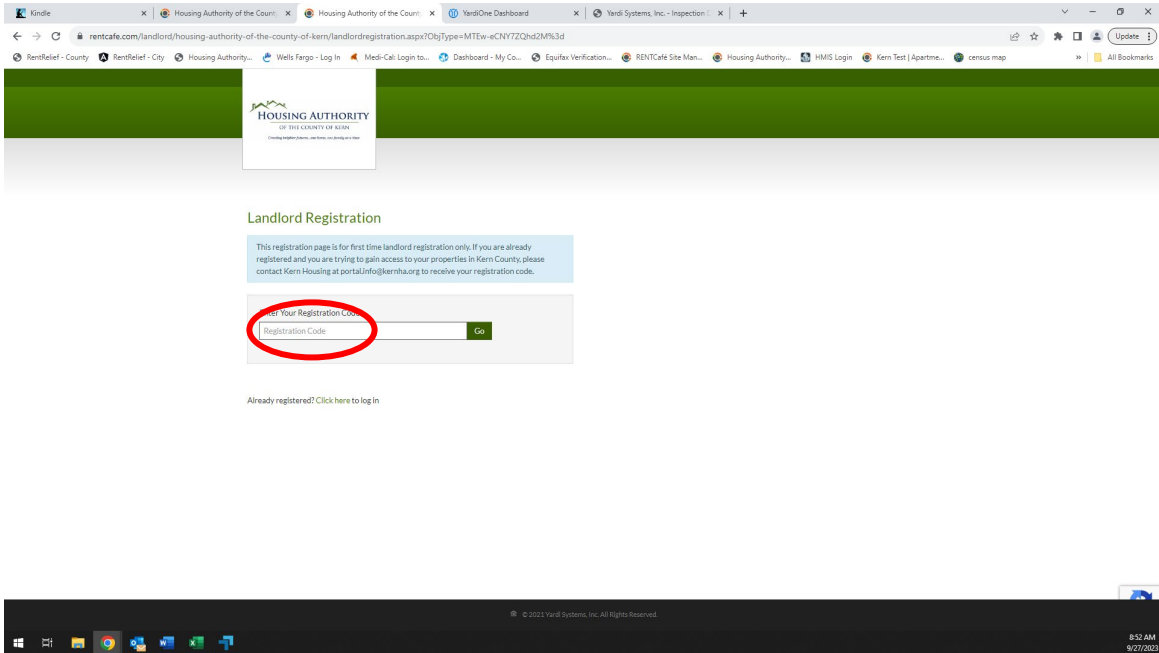 Kindle
Housing Authority of the Count
Housing Authority of the Count
YardiOne Dashboard
Yardi Systems, Inc. - Inspection
rentcafe.com/landlord/housing-authority-of-the-county-of-kern/landlordregistration.aspx?ObjType=MTEw-eCNY7ZQhd2M%3d
Update
RentRelief - County
RentRelief - City
Housing Authority...
Wells Fargo - Log In
Medi-Cal: Login to...
Dashboard - My Co...
Equifax Verification...
RENTCafé Site Man...
Housing Authority...
HMIS Login
Kern Test | Apartme...
census map
»
All Bookmarks
HOUSING AUTHORITY
OF THE COUNTY OF KERN
Landlord Registration
This registration page is for first time landlord registration only. If you are already
registered and you are trying to gain access to your properties in Kern County, please
contact Kern Housing at portal.info@kernha.org to receive your registration code.
Enter Your Registration Code
Registration Code
Go
Already registered? Click here to log in
© 2021 Yardi Systems, Inc. All Rights Reserved.
8:52 AM
9/27/2023